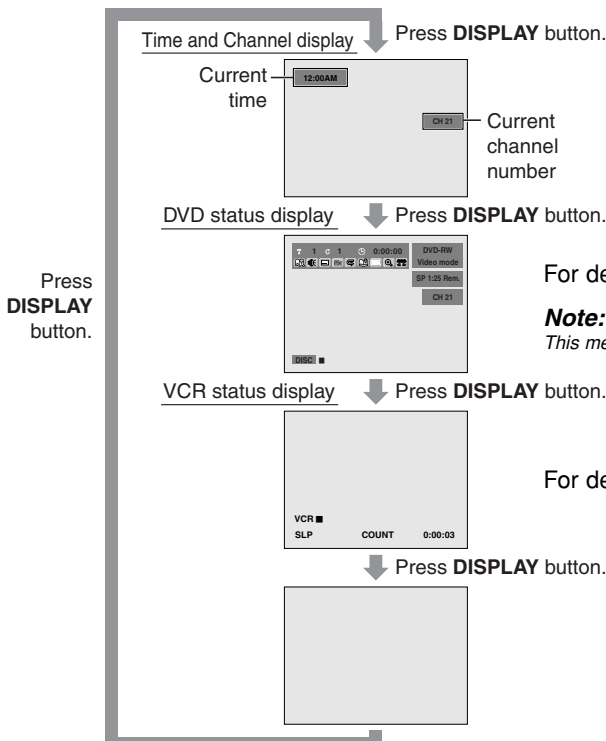 Press DISPLAY button.
Time and Channel display
Current
time
12:00AM
CH 21
Current
channel
number
DVD status display
Press DISPLAY button.
T 1 C 1 0:00:00
DVD-RW
Video mode
SP 1:25 Rem.
CH 21
DISC
Press
DISPLAY
button.
For de
Note:
This me
VCR status display
Press DISPLAY button.
VCR
SLP COUNT 0:00:03
For de
Press DISPLAY button.